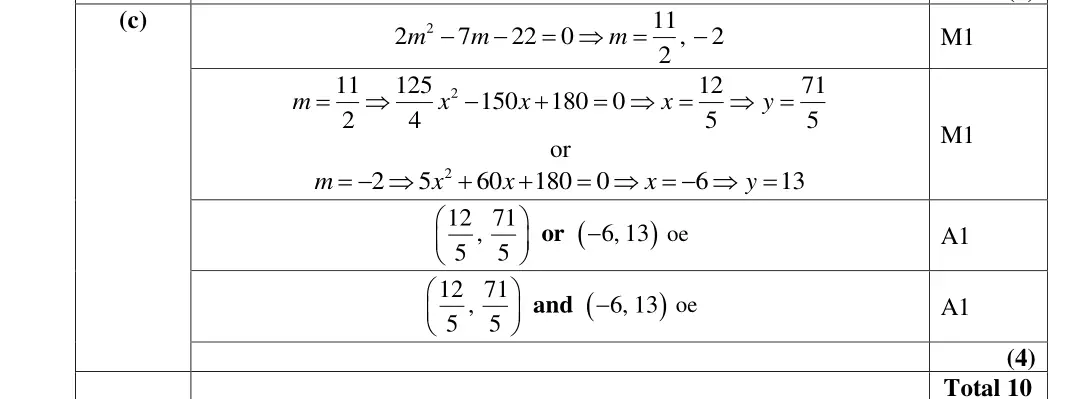 (c)
2m² − 7m − 22 = 0 ⇒ m = 11/2, − 2
M1
m = 11/2 ⇒ 125/4 x² − 150x + 180 = 0 ⇒ x = 12/5 ⇒ y = 71/5
or
m = −2 ⇒ 5x² + 60x + 180 = 0 ⇒ x = −6 ⇒ y = 13
M1
(12/5, 71/5) or (−6, 13) oe
A1
(12/5, 71/5) and (−6, 13) oe
A1
(4)
Total 10